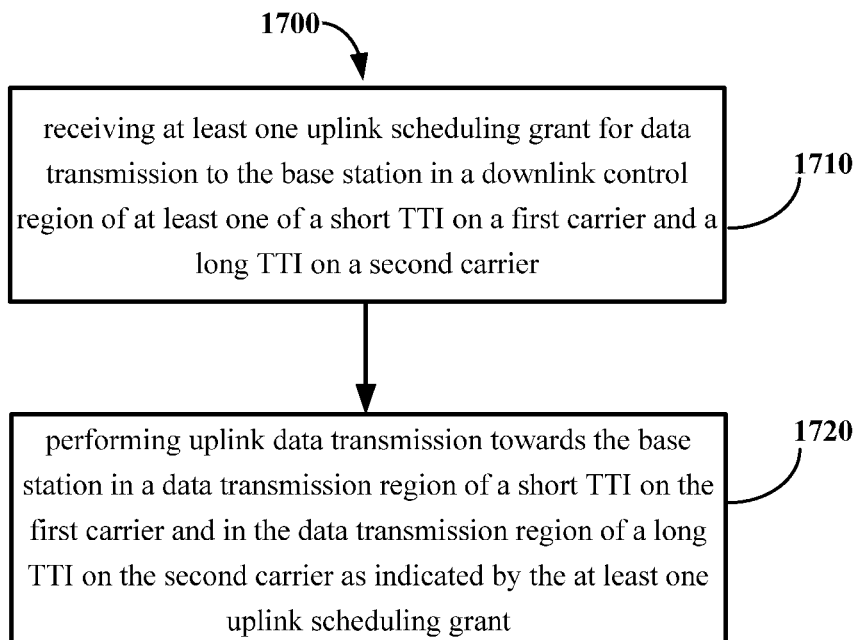 1700
receiving at least one uplink scheduling grant for data
transmission to the base station in a downlink control
region of at least one of a short TTI on a first carrier and a
long TTI on a second carrier
1710
performing uplink data transmission towards the base
station in a data transmission region of a short TTI on the
first carrier and in the data transmission region of a long
TTI on the second carrier as indicated by the at least one
uplink scheduling grant
1720